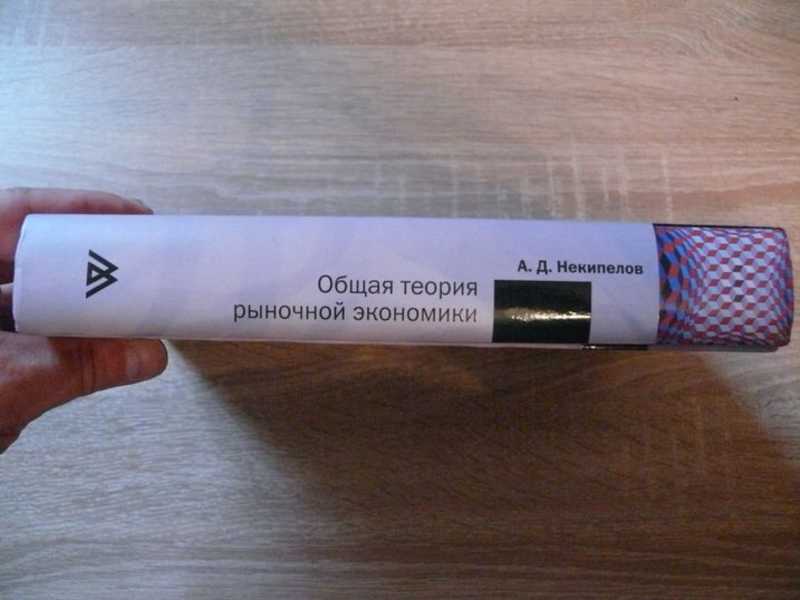 А. Д. Некипелов
Общая теория
рыночной экономики